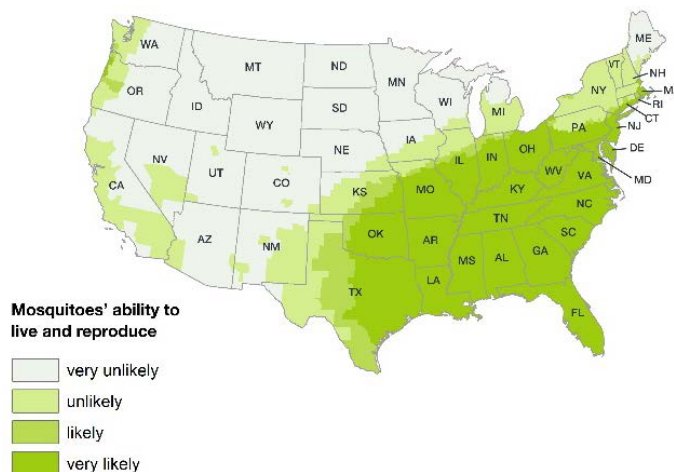 ME
WA
VT
MT
ND
NH
MN
OR
NY
M
WI
RI
ID
SD
MI
CT
WY
PA
NJ
IA
NE
OH
DE
NV
IL
IN
UT
WV
MD
CO
VA
CA
KS
MO
KY
NC
TN
AZ
OK
NM
AR
SC
MS
AL
GA
TX
LA
FL
Mosquitoes’ ability to
live and reproduce
very unlikely
unlikely
likely
very likely